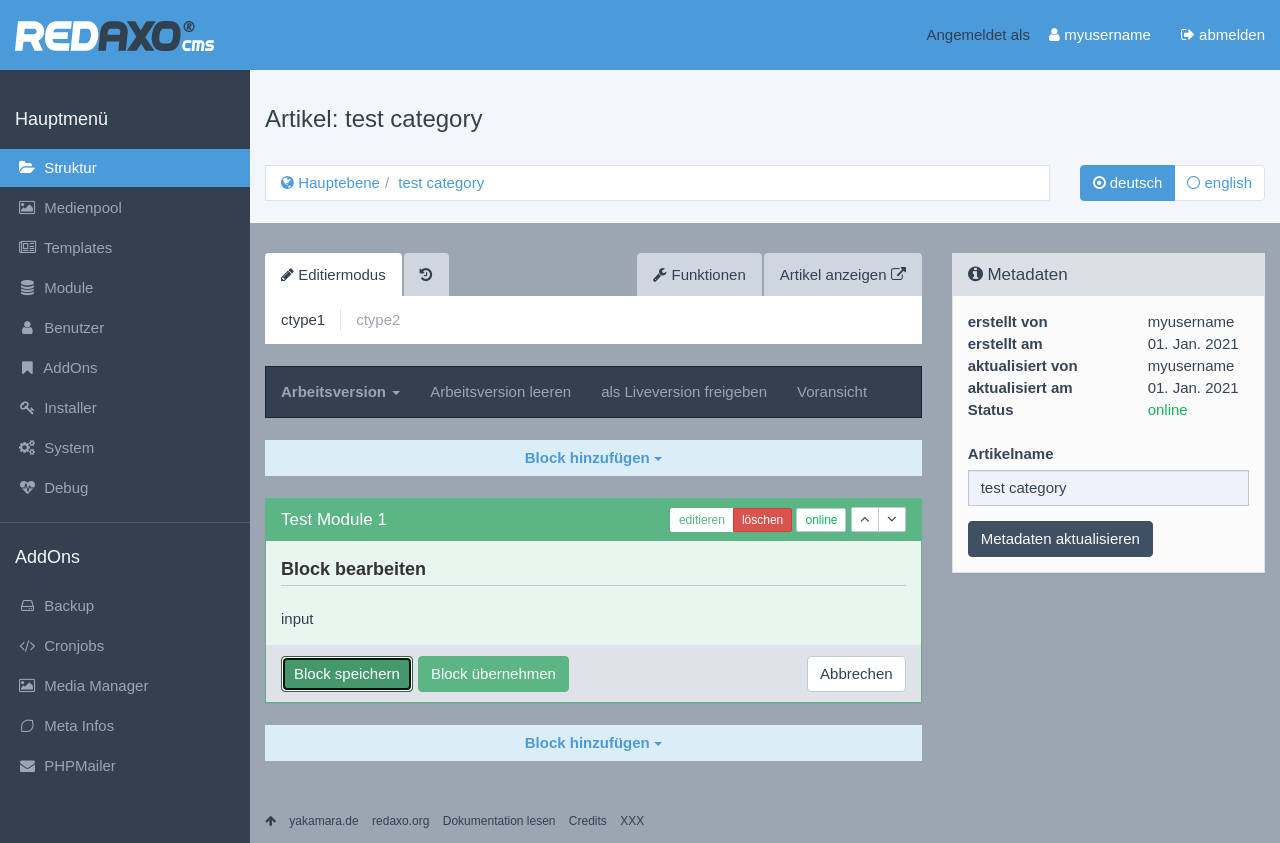 REDAXO® cms
Angemeldet als myusername abmelden
Hauptmenü
Struktur
Medienpool
Templates
Module
Benutzer
AddOns
Installer
System
Debug
AddOns
Backup
Cronjobs
Media Manager
Meta Infos
PHPMailer
Artikel: test category
Hauptebene / test category
deutsch english
Editiermodus
Funktionen Artikel anzeigen
ctype1 ctype2
Arbeitsversion Arbeitsversion leeren als Liveversion freigeben Voransicht
Block hinzufügen
Test Module 1 editieren löschen online
Block bearbeiten
input
Block speichern Block übernehmen Abbrechen
Block hinzufügen
Metadaten
erstellt von myusername
erstellt am 01. Jan. 2021
aktualisiert von myusername
aktualisiert am 01. Jan. 2021
Status online
Artikelname
test category
Metadaten aktualisieren
yakamara.de redaxo.org Dokumentation lesen Credits XXX